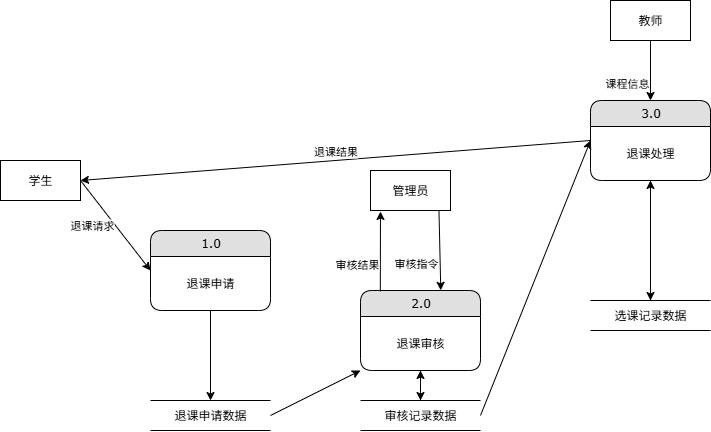 教师
课程信息
3.0
退课处理
退课结果
学生
管理员
退课请求
1.0
退课申请
审核结果
审核指令
2.0
退课审核
选课记录数据
退课申请数据
审核记录数据